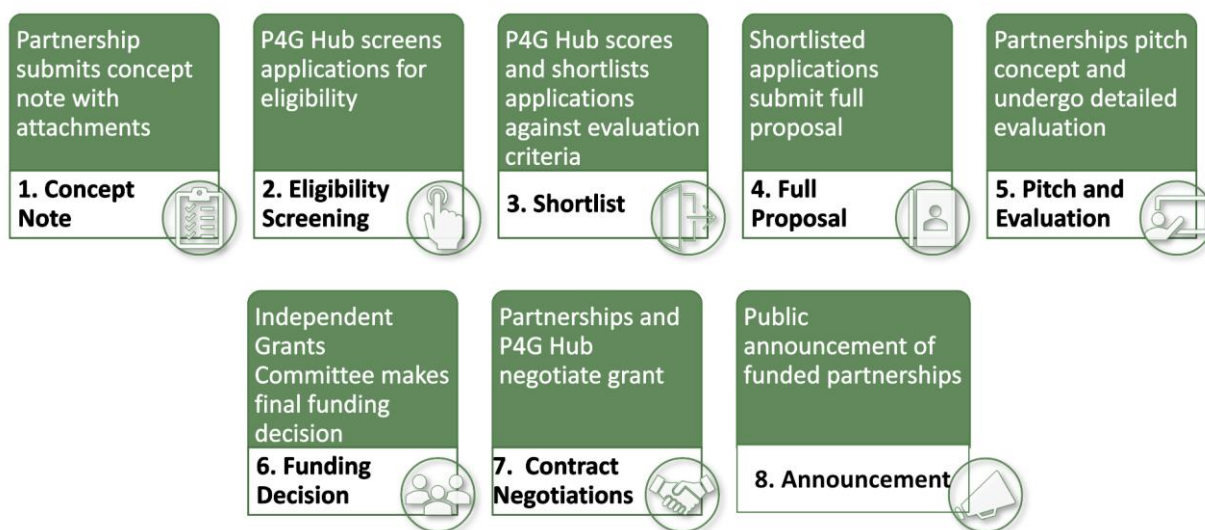 Partnership
submits concept
note with
attachments
1. Concept
Note
P4G Hub screens
applications for
eligibility
2. Eligibility
Screening
P4G Hub scores
and shortlists
applications
against evaluation
criteria
3. Shortlist
Shortlisted
applications
submit full
proposal
4. Full
Proposal
Partnerships pitch
concept and
undergo detailed
evaluation
5. Pitch and
Evaluation
Independent
Grants
Committee makes
final funding
decision
6. Funding
Decision
Partnerships and
P4G Hub
negotiate grant
7. Contract
Negotiations
Public
announcement of
funded partnerships
8. Announcement